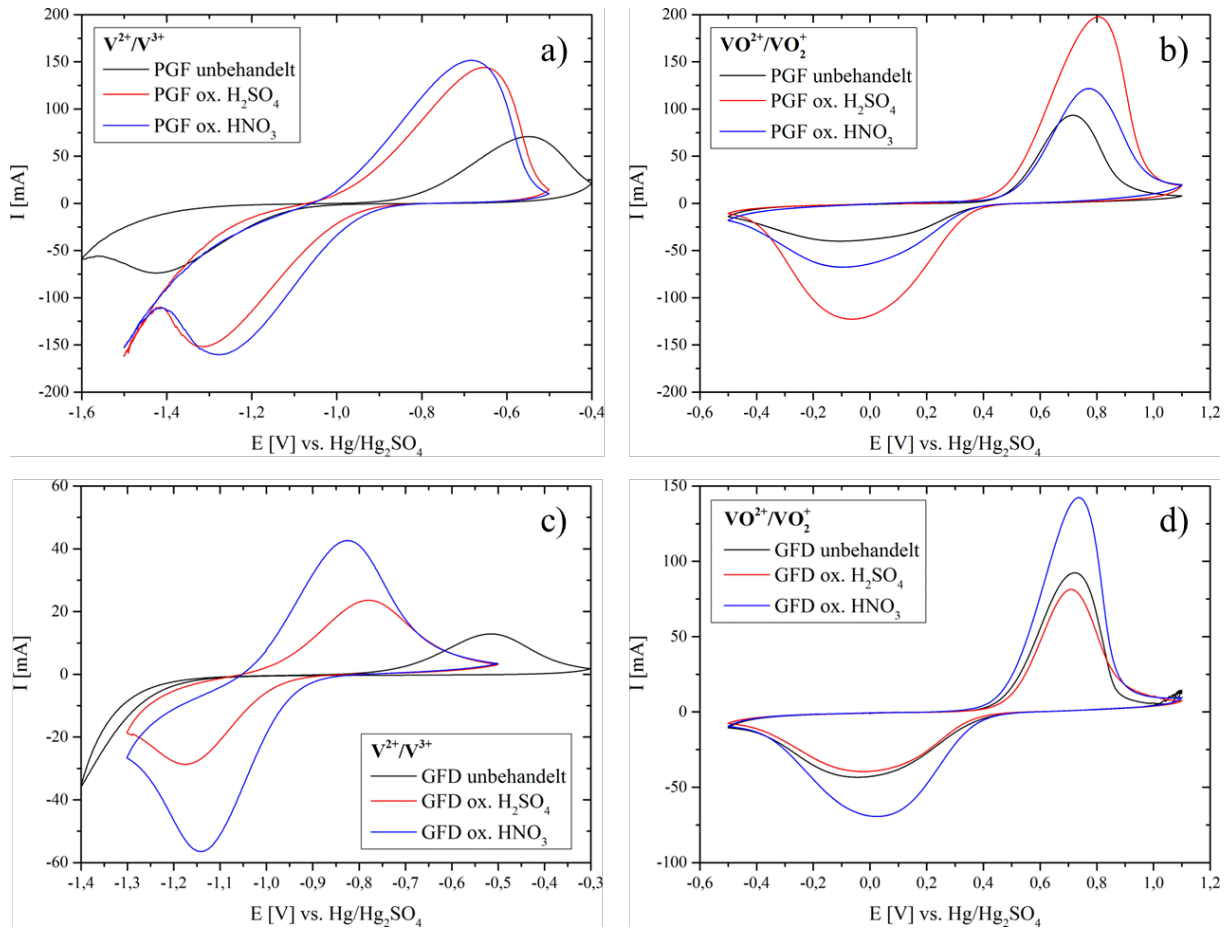 V²⁺/V³⁺
PGF unbehandelt
PGF ox. H₂SO₄
PGF ox. HNO₃
a)
200
150
100
50
0
-50
-100
-150
-200
I [mA]
-1,6 -1,4 -1,2 -1,0 -0,8 -0,6 -0,4
E [V] vs. Hg/Hg₂SO₄
VO²⁺/VO₂⁺
PGF unbehandelt
PGF ox. H₂SO₄
PGF ox. HNO₃
b)
200
150
100
50
0
-50
-100
-150
-200
I [mA]
-0,6 -0,4 -0,2 0,0 0,2 0,4 0,6 0,8 1,0 1,2
E [V] vs. Hg/Hg₂SO₄
c)
60
40
20
0
-20
-40
-60
I [mA]
V²⁺/V³⁺
GFD unbehandelt
GFD ox. H₂SO₄
GFD ox. HNO₃
-1,4 -1,3 -1,2 -1,1 -1,0 -0,9 -0,8 -0,7 -0,6 -0,5 -0,4 -0,3
E [V] vs. Hg/Hg₂SO₄
VO²⁺/VO₂⁺
GFD unbehandelt
GFD ox. H₂SO₄
GFD ox. HNO₃
d)
150
100
50
0
-50
-100
I [mA]
-0,6 -0,4 -0,2 0,0 0,2 0,4 0,6 0,8 1,0 1,2
E [V] vs. Hg/Hg₂SO₄